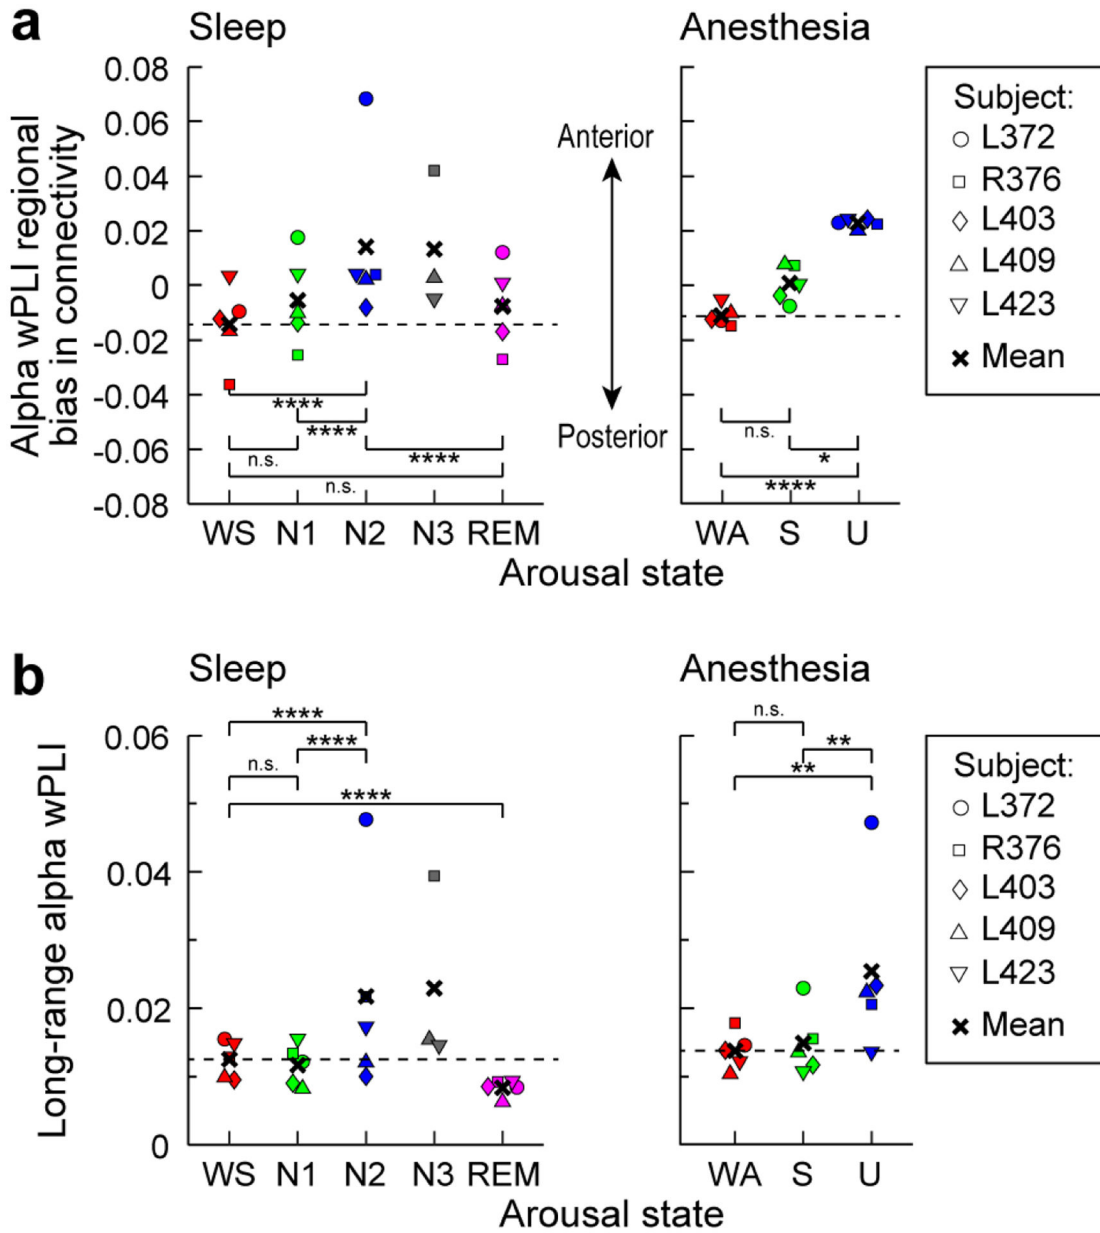 a
Sleep
Anesthesia
Alpha wPLI regional
bias in connectivity
0.08
0.06
0.04
0.02
0
-0.02
-0.04
-0.06
-0.08
****
****
n.s.
****
n.s.
WS N1 N2 N3 REM
Anterior
Posterior
n.s.
*
****
WA S U
Arousal state
Subject:
L372
R376
L403
L409
L423
Mean
b
Sleep
Anesthesia
Long-range alpha wPLI
0.06
0.04
0.02
0
****
****
n.s.
****
WS N1 N2 N3 REM
n.s.
**
**
WA S U
Arousal state
Subject:
L372
R376
L403
L409
L423
Mean